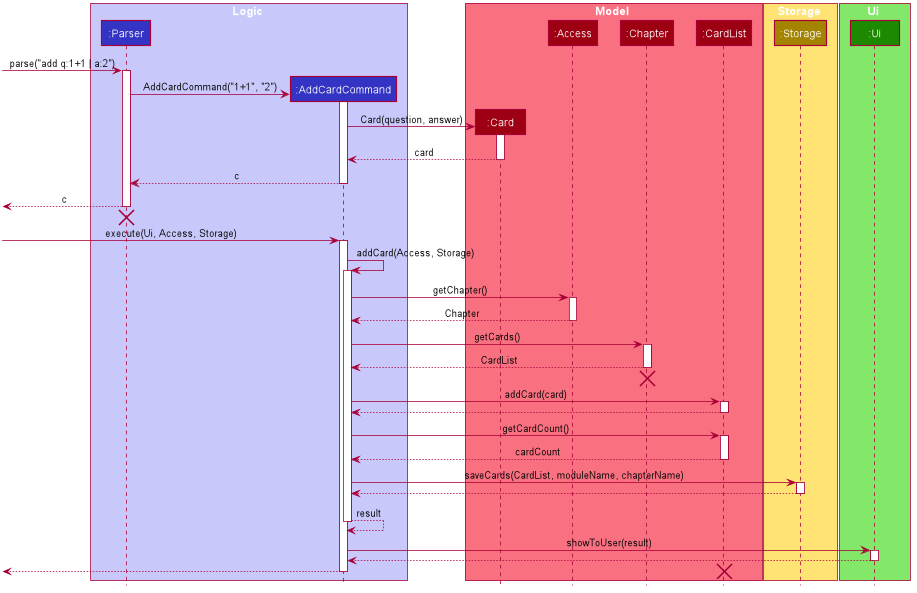 Logic
Model
Storage
Ui
:Parser
:Access
:Chapter
:CardList
:Storage
:Ui
parse("add q:1+1 | a:2")
AddCardCommand("1+1", "2")
:AddCardCommand
Card(question, answer)
:Card
card
c
c
execute(Ui, Access, Storage)
addCard(Access, Storage)
getChapter()
Chapter
getCards()
CardList
addCard(card)
getCardCount()
cardCount
saveCards(CardList, moduleName, chapterName)
result
showToUser(result)